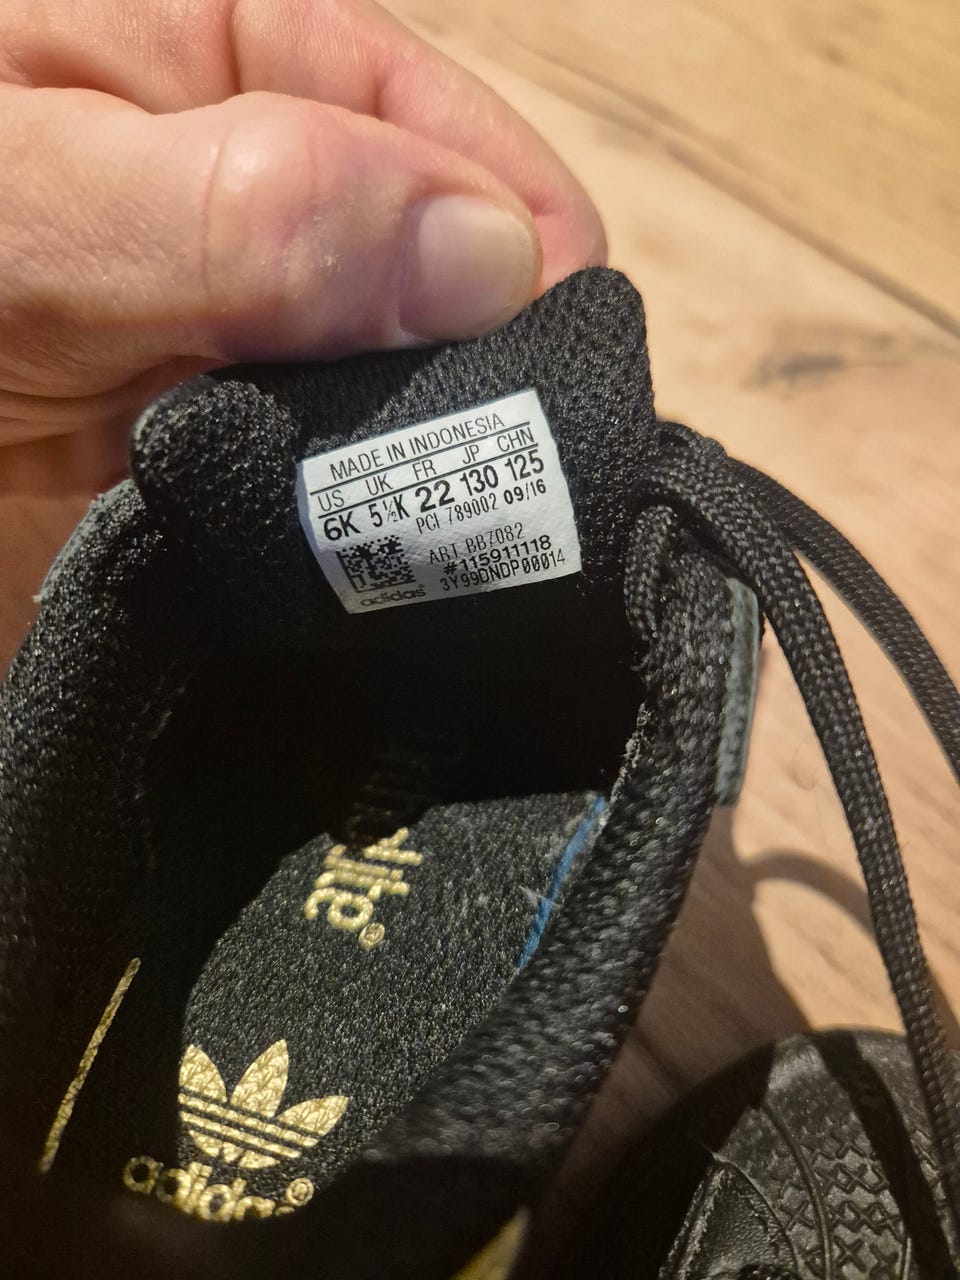 MADE IN INDONESIA
US UK FR JP CHN
6K 5½K 22 130 125
PCI 789002 09/16
ART BB7082
#115911118
3Y99DNDP00014
adidas
lite®
adidas®